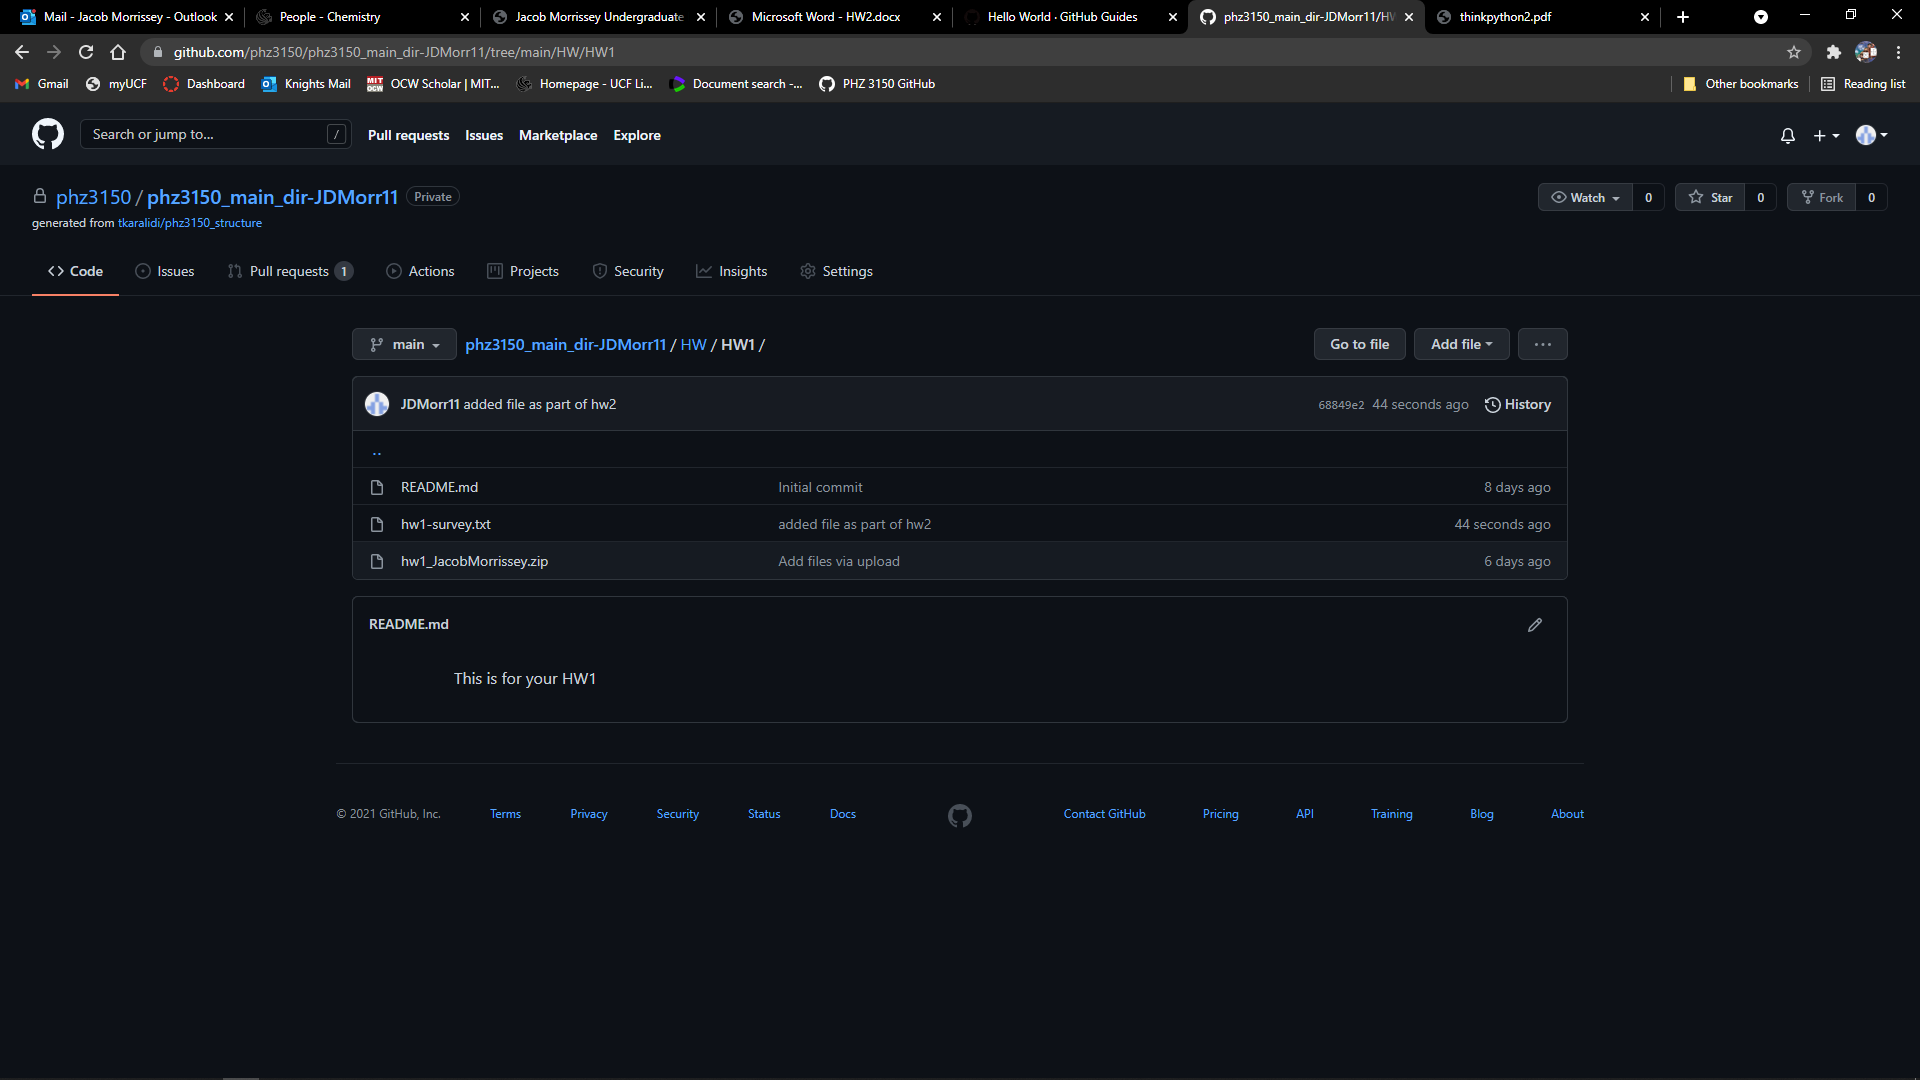 Mail - Jacob Morrissey - Outlook People - Chemistry Jacob Morrissey Undergraduate Microsoft Word - HW2.docx Hello World · GitHub Guides phz3150_main_dir-JDMorr11/HW thinkpython2.pdf
github.com/phz3150/phz3150_main_dir-JDMorr11/tree/main/HW/HW1
Gmail myUCF Dashboard Knights Mail MIT OCW OCW Scholar | MIT... Homepage - UCF Li... Document search -... PHZ 3150 GitHub Other bookmarks Reading list
Search or jump to... / Pull requests Issues Marketplace Explore
phz3150 / phz3150_main_dir-JDMorr11 Private Watch 0 Star 0 Fork 0
generated from tkaralidi/phz3150_structure
Code Issues Pull requests 1 Actions Projects Security Insights Settings
main phz3150_main_dir-JDMorr11 / HW / HW1 / Go to file Add file ...
JDMorr11 added file as part of hw2 68849e2 44 seconds ago History
..
README.md Initial commit 8 days ago
hw1-survey.txt added file as part of hw2 44 seconds ago
hw1_JacobMorrissey.zip Add files via upload 6 days ago
README.md
This is for your HW1
© 2021 GitHub, Inc. Terms Privacy Security Status Docs Contact GitHub Pricing API Training Blog About